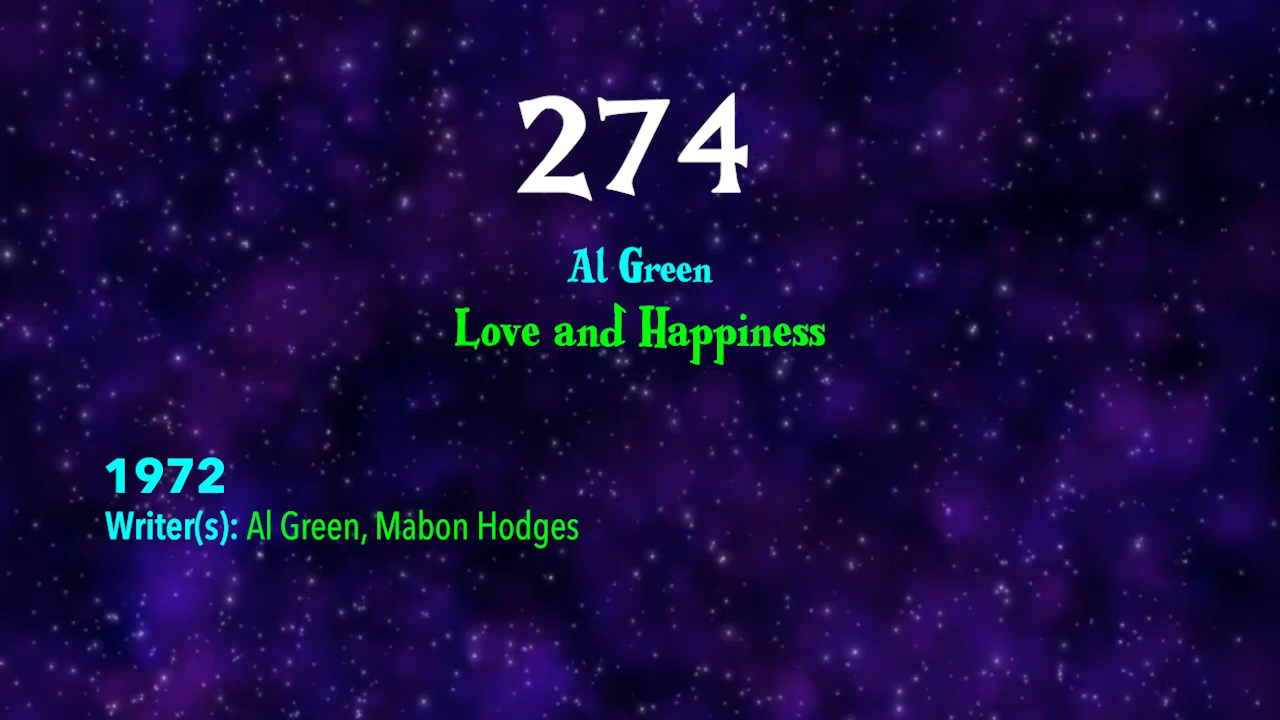 274
Al Green
Love and Happiness
1972
Writer(s): Al Green, Mabon Hodges